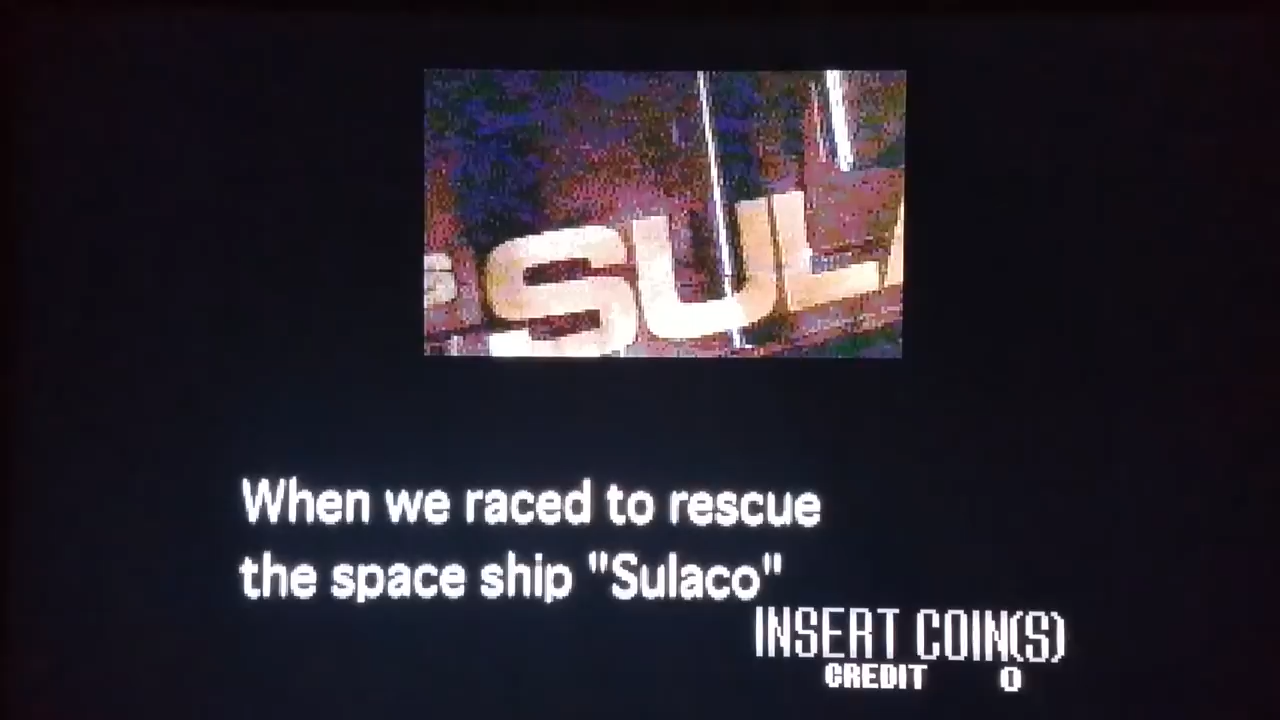 SUL
When we raced to rescue
the space ship "Sulaco"
INSERT COIN(S)
CREDIT 0